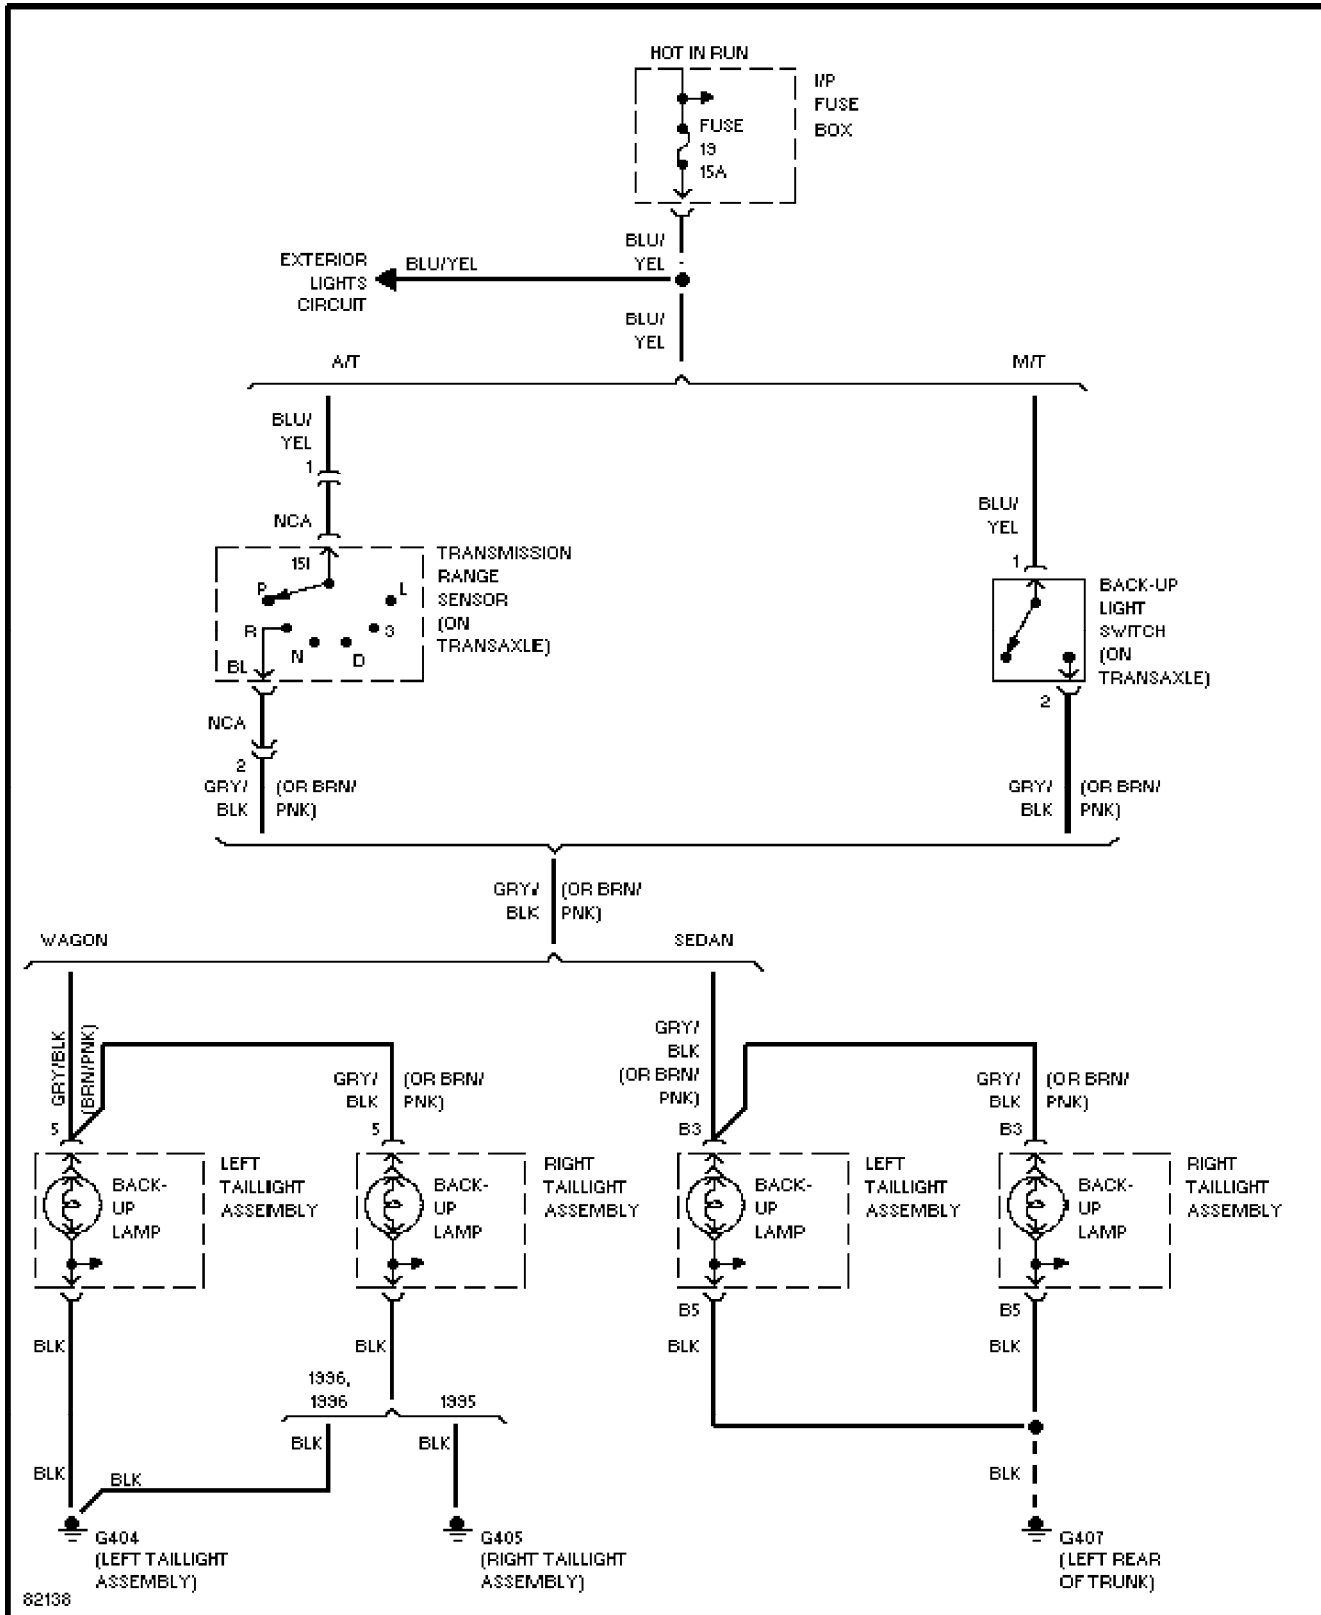 HOT IN RUN
I/P
FUSE
BOX
FUSE
19
15A
BLU/
YEL
EXTERIOR
LIGHTS
CIRCUIT
BLU/YEL
BLU/
YEL
A/T
M/T
BLU/
YEL
1
NCA
15I
TRANSMISSION
RANGE
SENSOR
(ON
TRANSAXLE)
P
L
R
3
N
D
BL
BLU/
YEL
1
BACK-UP
LIGHT
SWITCH
(ON
TRANSAXLE)
2
NCA
2
GRY/
BLK
(OR BRN/
PNK)
GRY/
BLK
(OR BRN/
PNK)
GRY/
BLK
(OR BRN/
PNK)
WAGON
SEDAN
GRY/BLK
(BRN/PNK)
5
GRY/
BLK
(OR BRN/
PNK)
5
GRY/
BLK
(OR BRN/
PNK)
B3
GRY/
BLK
(OR BRN/
PNK)
B3
BACK-
UP
LAMP
LEFT
TAILLIGHT
ASSEMBLY
BACK-
UP
LAMP
RIGHT
TAILLIGHT
ASSEMBLY
BACK-
UP
LAMP
LEFT
TAILLIGHT
ASSEMBLY
BACK-
UP
LAMP
RIGHT
TAILLIGHT
ASSEMBLY
B5
B5
BLK
BLK
BLK
BLK
1996,
1996
1995
BLK
BLK
BLK
BLK
BLK
G404
(LEFT TAILLIGHT
ASSEMBLY)
G405
(RIGHT TAILLIGHT
ASSEMBLY)
G407
(LEFT REAR
OF TRUNK)
82138